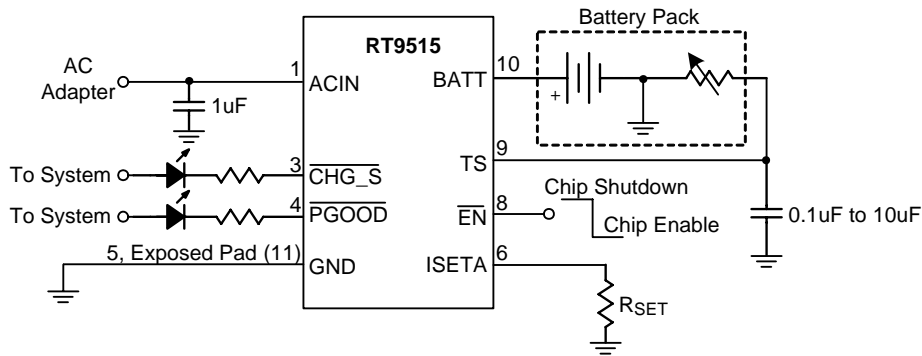 Battery Pack
RT9515
AC
Adapter
1
ACIN
1uF
BATT
10
+
To System
3
CHG_S
To System
4
PGOOD
5, Exposed Pad (11)
GND
TS
9
EN
8
Chip Shutdown
Chip Enable
ISETA
6
0.1uF to 10uF
RSET